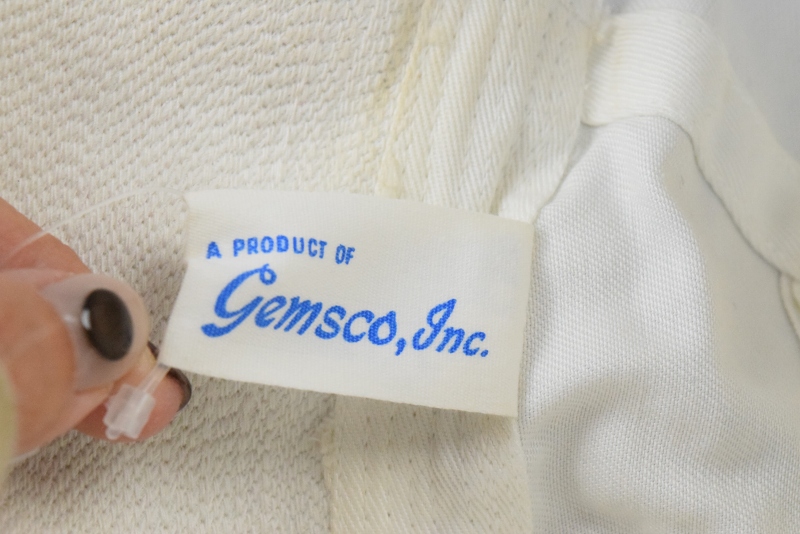 A PRODUCT OF
Gemsco, Inc.